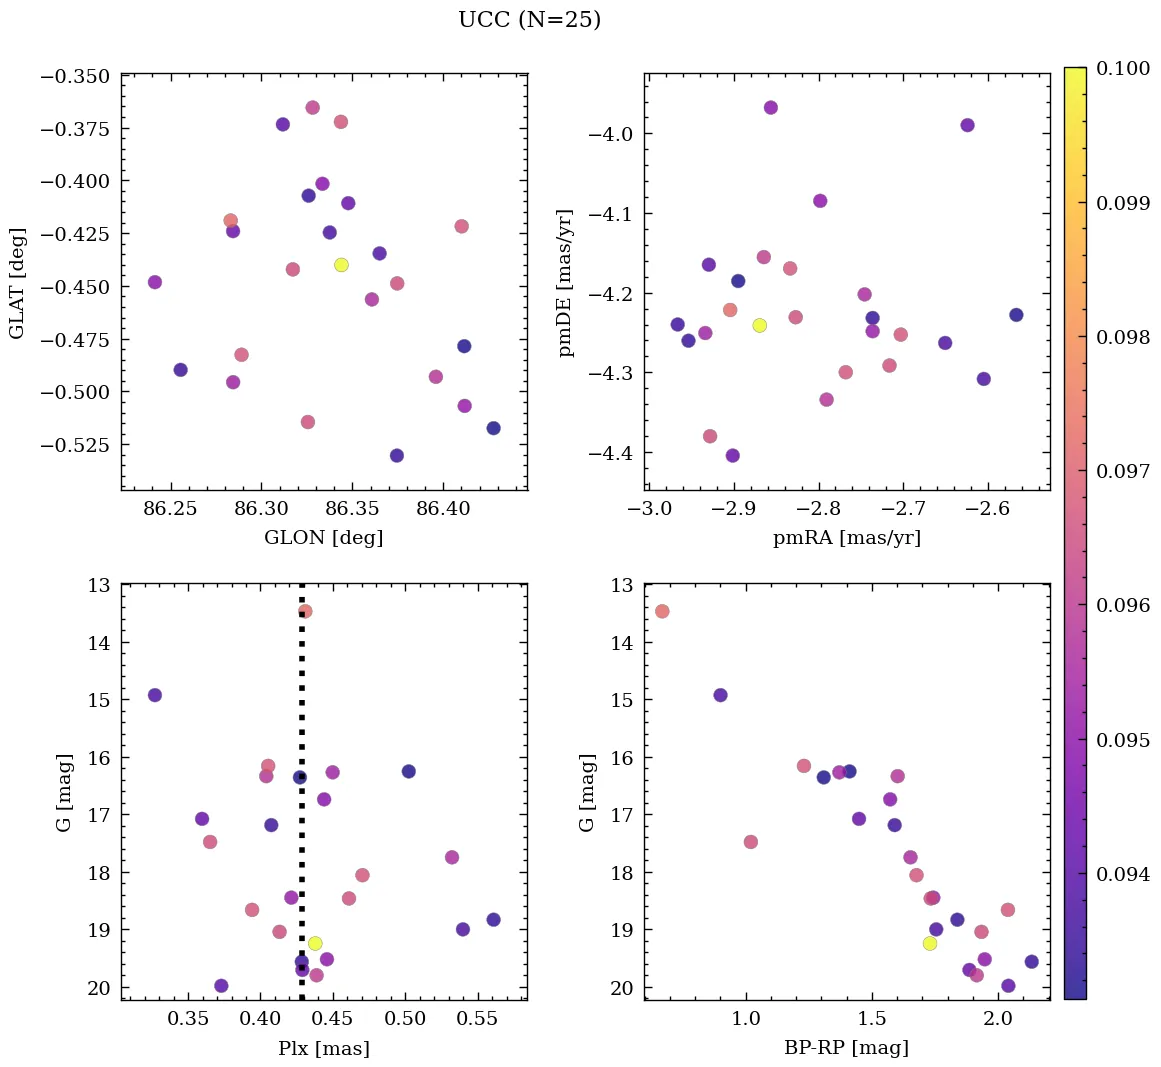 UCC (N=25)
−0.350
−0.375
−0.400
−0.425
−0.450
−0.475
−0.500
−0.525
GLAT [deg]
86.25 86.30 86.35 86.40
GLON [deg]
−4.0
−4.1
−4.2
−4.3
−4.4
pmDE [mas/yr]
−3.0 −2.9 −2.8 −2.7 −2.6
pmRA [mas/yr]
13
14
15
16
17
18
19
20
G [mag]
0.35 0.40 0.45 0.50 0.55
Plx [mas]
13
14
15
16
17
18
19
20
G [mag]
1.0 1.5 2.0
BP-RP [mag]
0.100
0.099
0.098
0.097
0.096
0.095
0.094